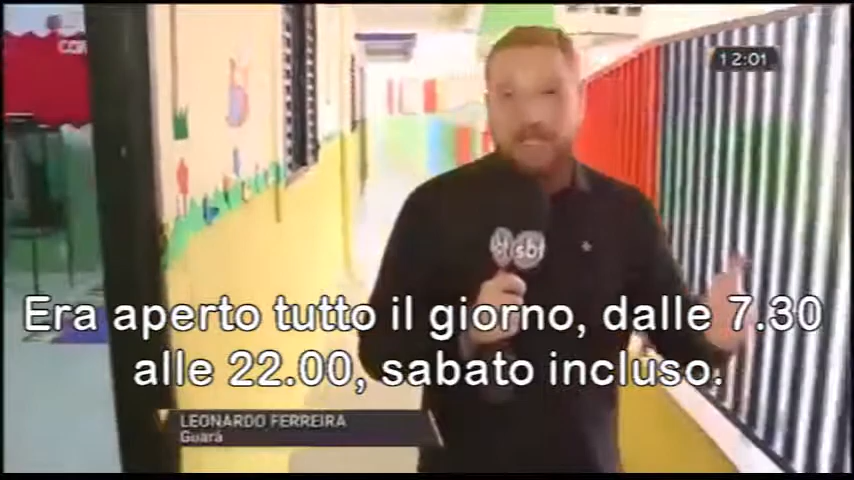 12:01
sbt
Era aperto tutto il giorno, dalle 7.30
alle 22.00, sabato incluso.
LEONARDO FERREIRA
Guará